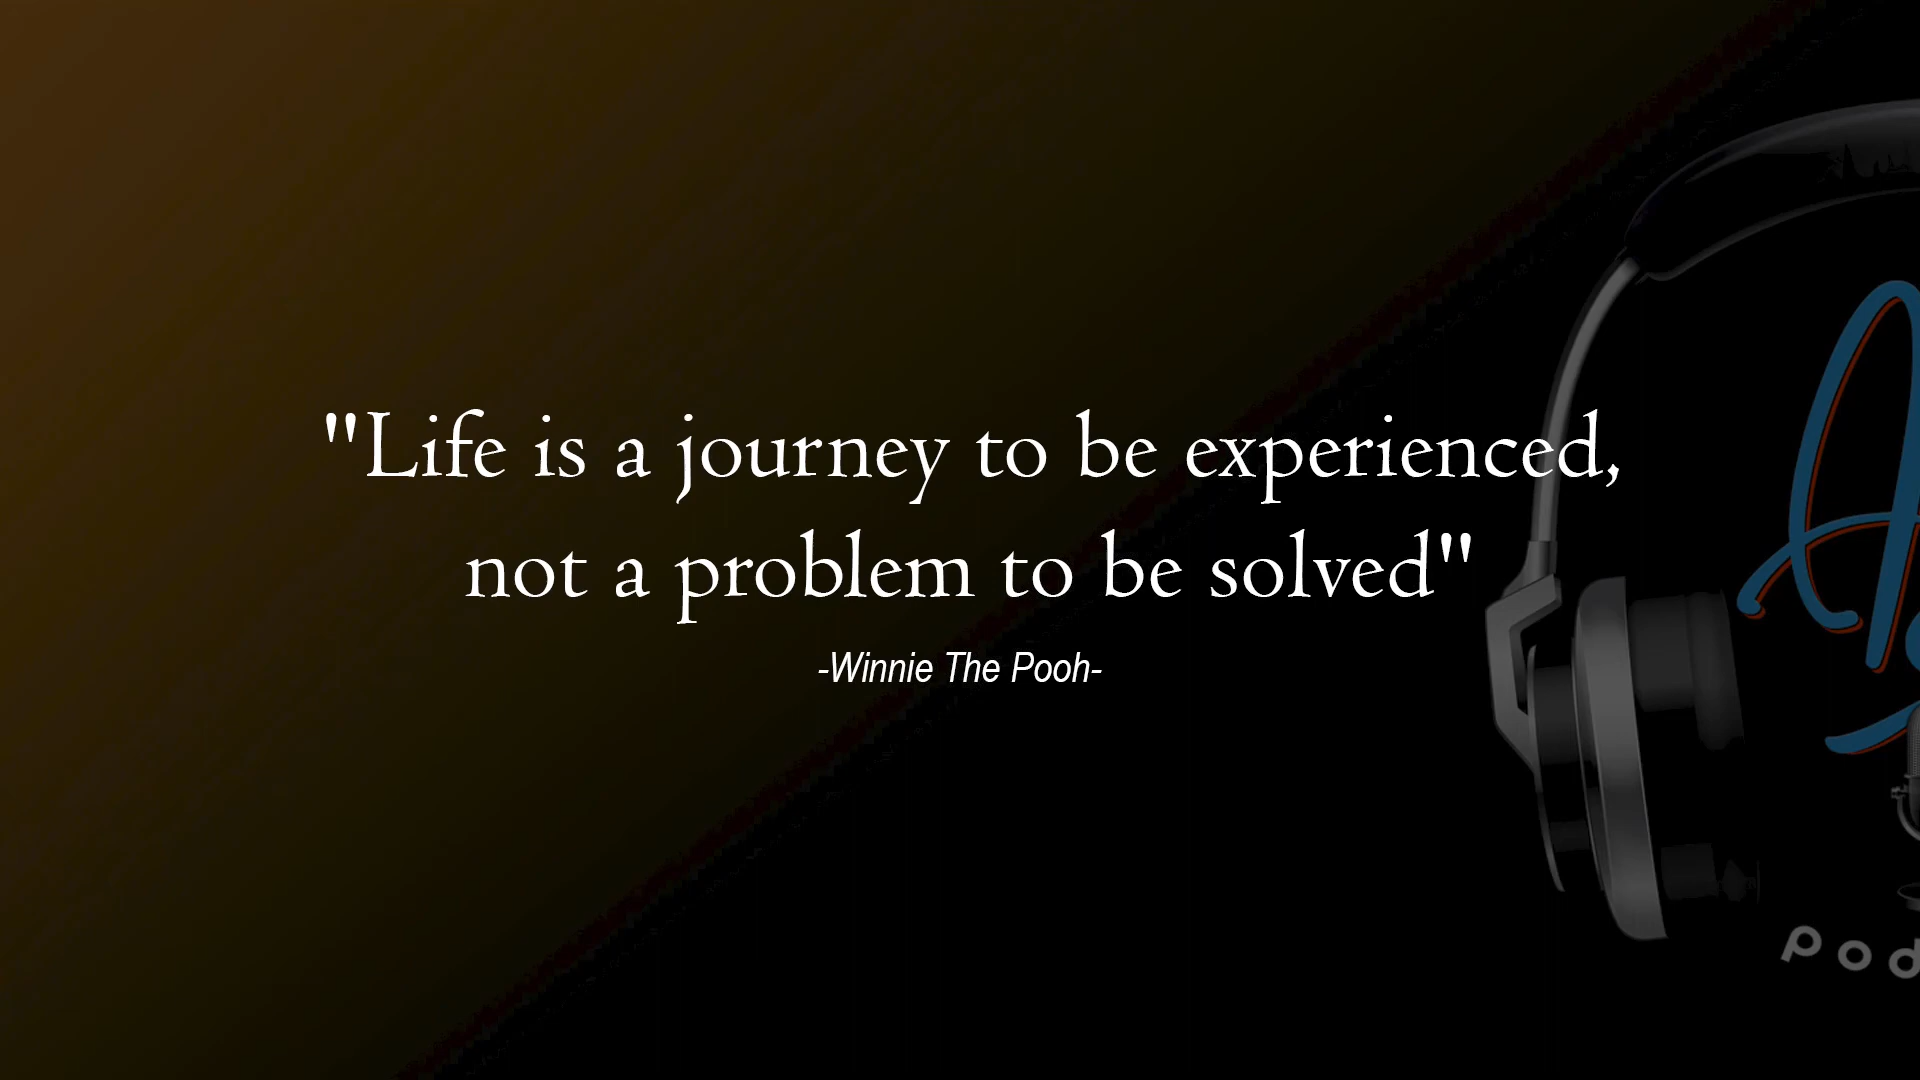 "Life is a journey to be experienced,
not a problem to be solved"
-Winnie The Pooh-
pod